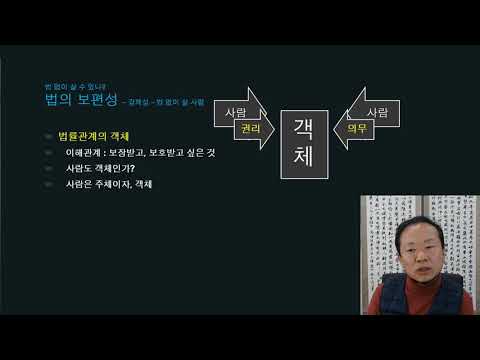 법 없이 살 수 있나?
법의 보편성 – 강제성 – 법 없이 살 사람
법률관계의 객체
이해관계 : 보장받고, 보호받고 싶은 것
사람도 객체인가?
사람은 주체이자, 객체
사람
권리
객
체
사람
의무